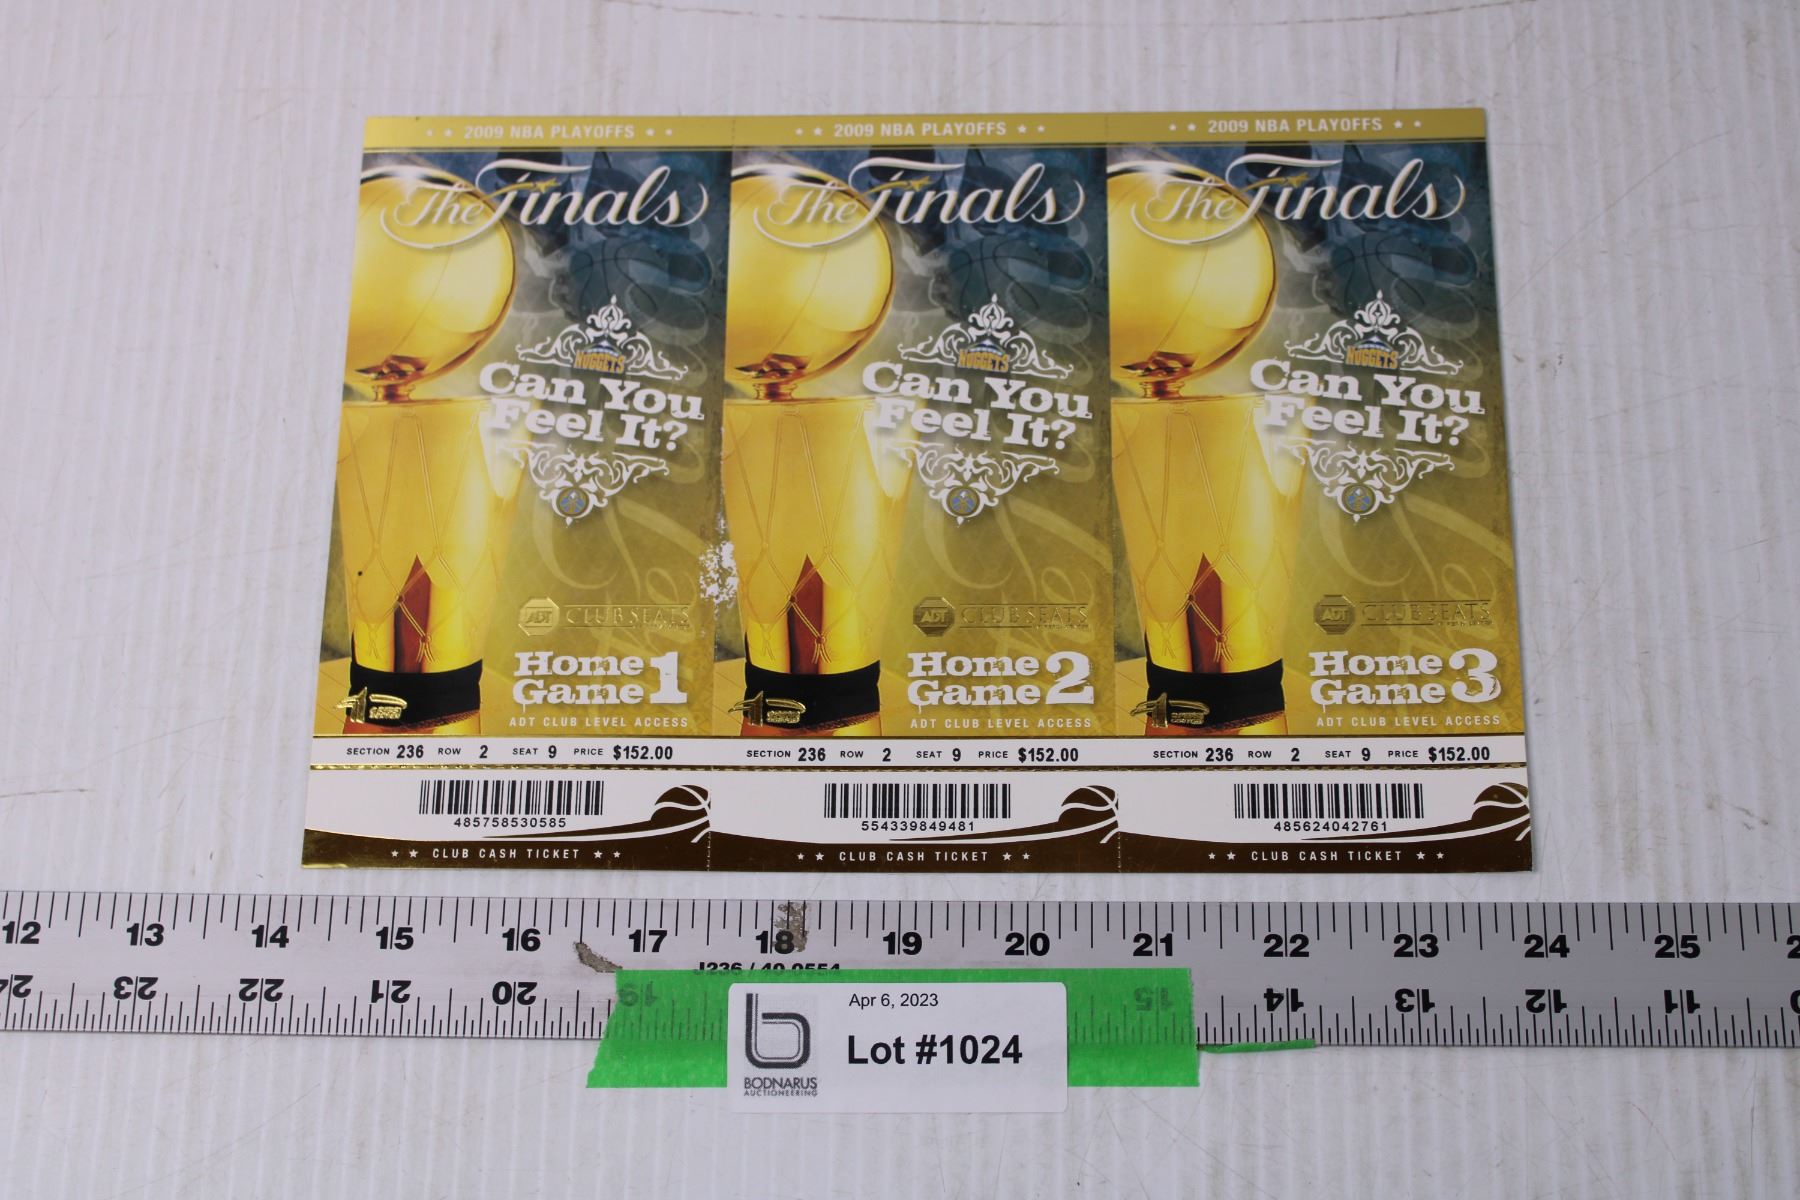 ★ ★ 2009 NBA PLAYOFFS ★ ★
The Finals
NUGGETS
Can You
Feel It?
ADT CLUB SEATS
Home
Game 1
ADT CLUB LEVEL ACCESS
SECTION 236 ROW 2 SEAT 9 PRICE $152.00
485758530585
★ ★ CLUB CASH TICKET ★ ★
★ ★ 2009 NBA PLAYOFFS ★ ★
The Finals
NUGGETS
Can You
Feel It?
ADT CLUB SEATS
Home
Game 2
ADT CLUB LEVEL ACCESS
SECTION 236 ROW 2 SEAT 9 PRICE $152.00
554339849481
★ ★ CLUB CASH TICKET ★ ★
★ ★ 2009 NBA PLAYOFFS ★ ★
The Finals
NUGGETS
Can You
Feel It?
ADT CLUB SEATS
Home
Game 3
ADT CLUB LEVEL ACCESS
SECTION 236 ROW 2 SEAT 9 PRICE $152.00
485624042761
★ ★ CLUB CASH TICKET ★ ★
12 13 14 15 16 17 18 19 20 21 22 23 24 25
J236 / 40-0554
23 22 21 20 19 15 14 13 12 11
Apr 6, 2023
Lot #1024
BODNARUS
AUCTIONEERING